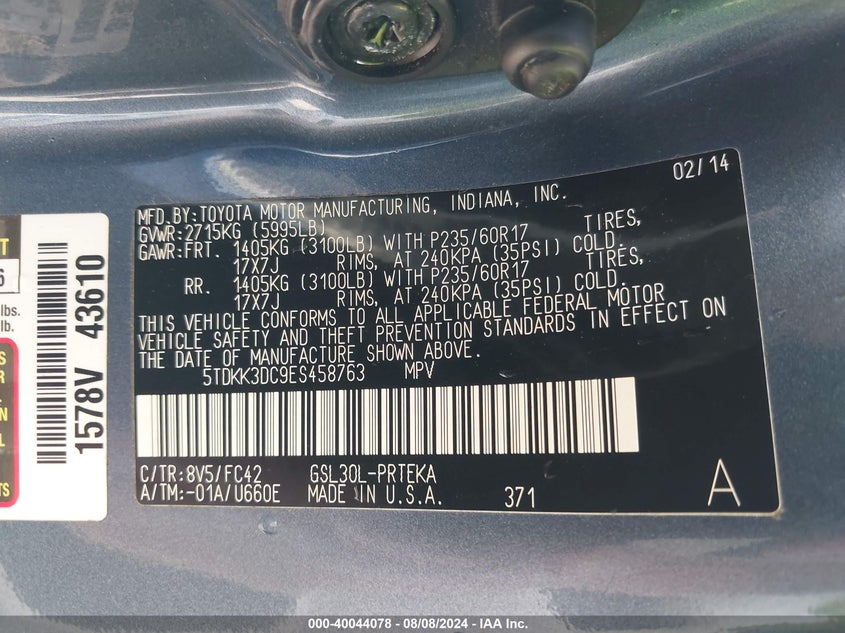 02/14
MFD.BY:TOYOTA MOTOR MANUFACTURING, INDIANA, INC.
GVWR:2715KG (5995LB)
GAWR:FRT. 1405KG (3100LB) WITH P235/60R17 TIRES,
17X7J RIMS, AT 240KPA (35PSI) COLD.
RR. 1405KG (3100LB) WITH P235/60R17 TIRES,
17X7J RIMS, AT 240KPA (35PSI) COLD.
THIS VEHICLE CONFORMS TO ALL APPLICABLE FEDERAL MOTOR
VEHICLE SAFETY AND THEFT PREVENTION STANDARDS IN EFFECT ON
THE DATE OF MANUFACTURE SHOWN ABOVE.
5TDKK3DC9ES458763 MPV
C/TR:8V5/FC42 GSL30L-PRTEKA
A/TM:-01A/U660E MADE IN U.S.A. 371 A
1578V 43610
lbs.
lb.
000-40044078 - 08/08/2024 - IAA Inc.